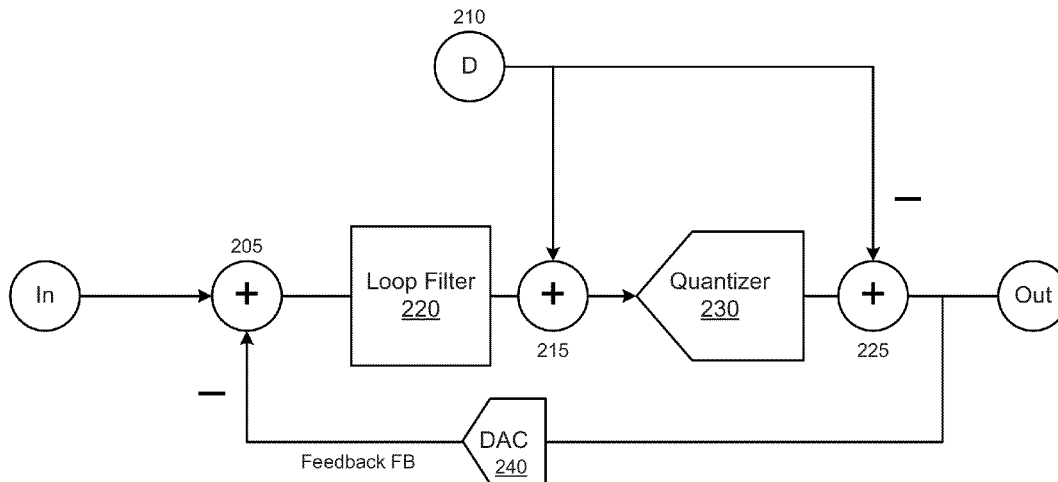 210
D
−
205
In
+
Loop Filter
220
+
215
Quantizer
230
+
225
Out
−
DAC
240
Feedback FB